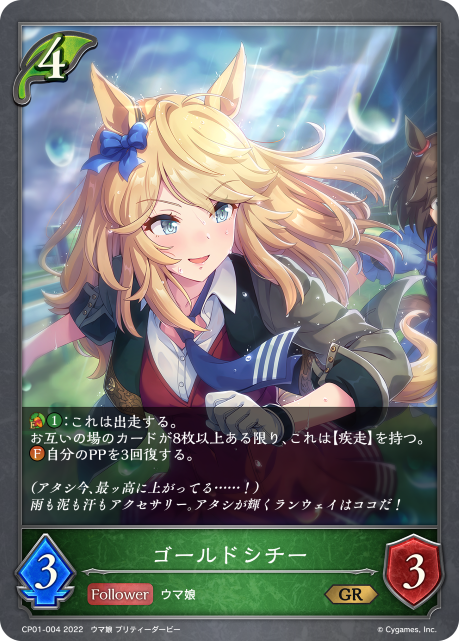 4
1:これは出走する。
お互いの場のカードが8枚以上ある限り、これは【疾走】を持つ。
F 自分のPPを3回復する。
(アタシ今、最ッ高に上がってる……！)
雨も泥も汗もアクセサリー。アタシが輝くランウェイはココだ！
ゴールドシチー
3
Follower ウマ娘
GR
3
CP01-004 2022 ウマ娘 プリティーダービー
© Cygames, Inc.